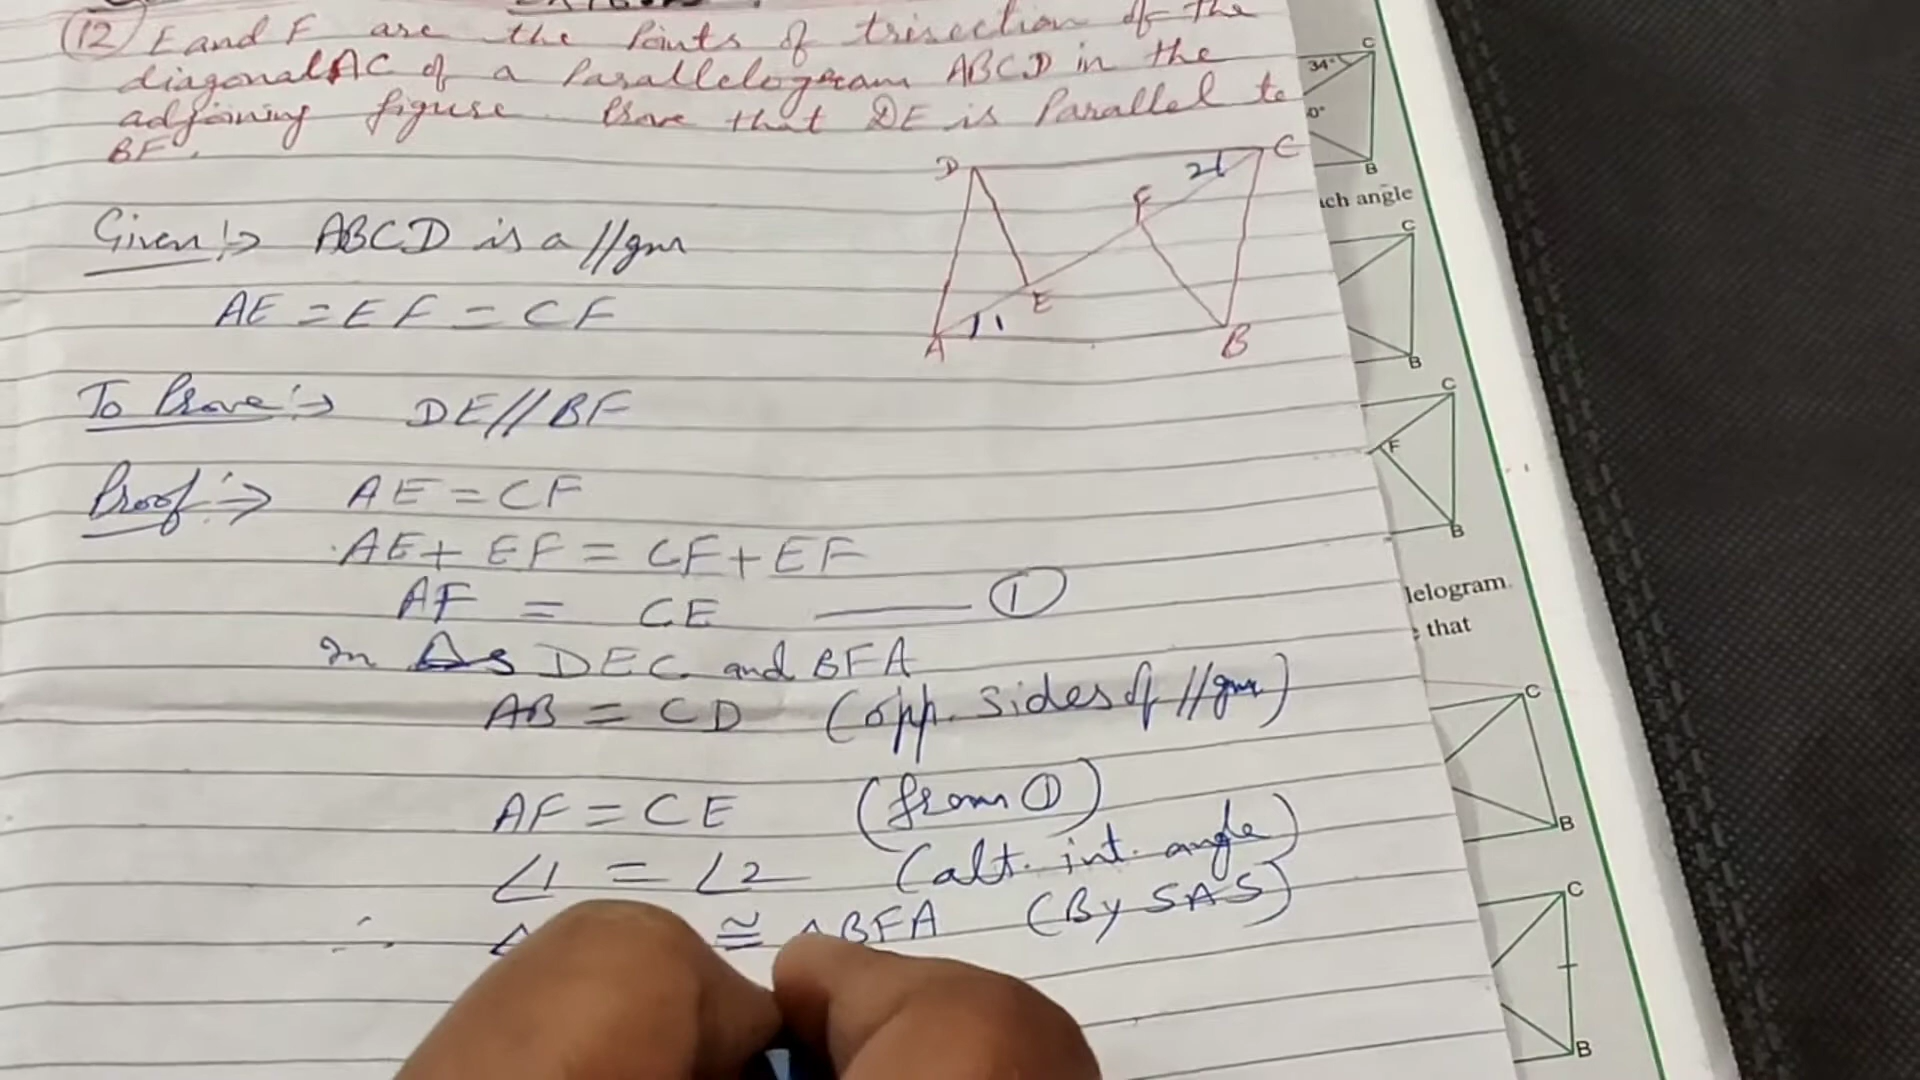 (12) E and F are the Points of trisection of the
diagonal AC of a Parallelogram ABCD in the
adjoining figure. Prove that DE is Parallel to
BF.
D
C
2
F
E
1
A
B
Given :→ ABCD is a //gm
AE = EF = CF
To Prove :→ DE//BF
Proof :→ AE = CF
AE + EF = CF + EF
AF = CE —— ①
In △s DEC and BFA
AB = CD (opp. sides of //gm)
AF = CE (from ①)
∠1 = ∠2 (alt. int. angle)
∴ ≅ △BFA (By SAS)
C
34°
0°
B
ach angle
C
B
C
F
B
lelogram.
that
C
B
C
B